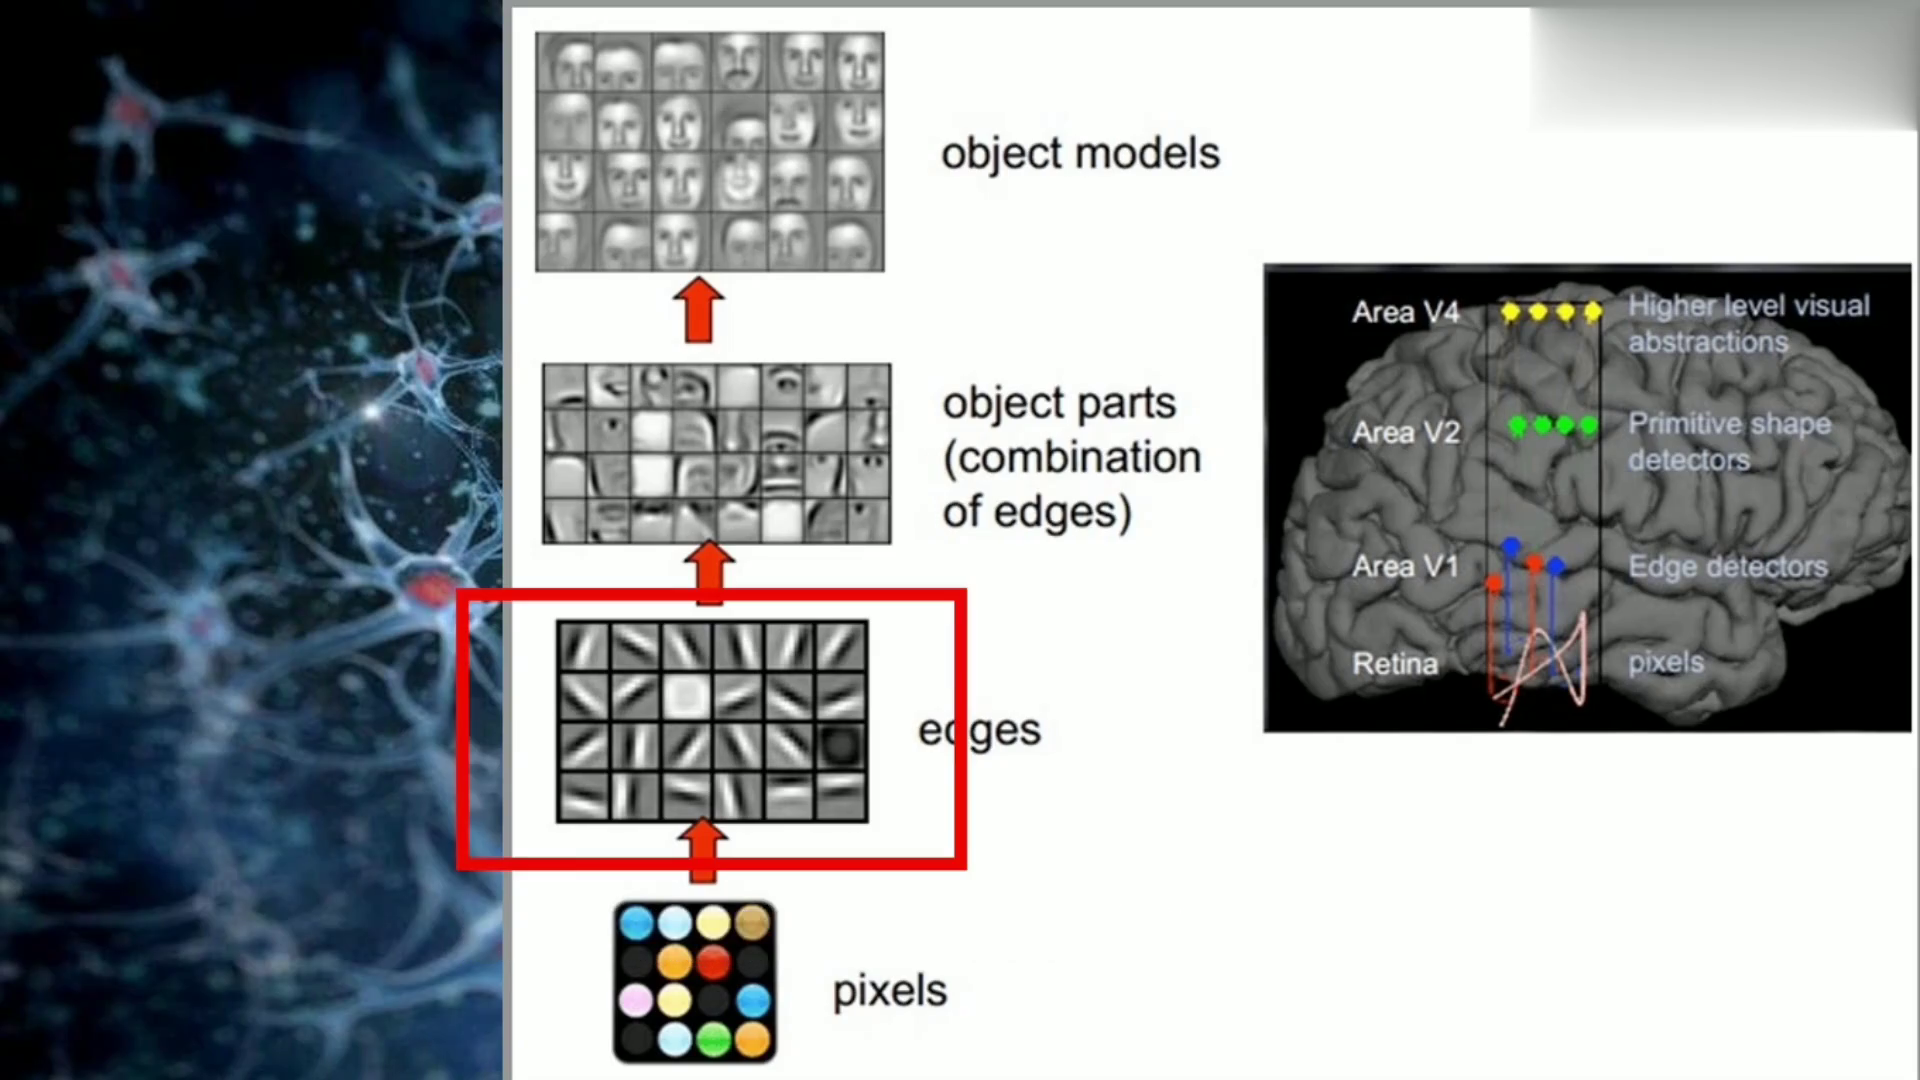 object models
object parts
(combination
of edges)
edges
pixels
Area V4
Higher level visual
abstractions
Area V2
Primitive shape
detectors
Area V1
Edge detectors
Retina
pixels